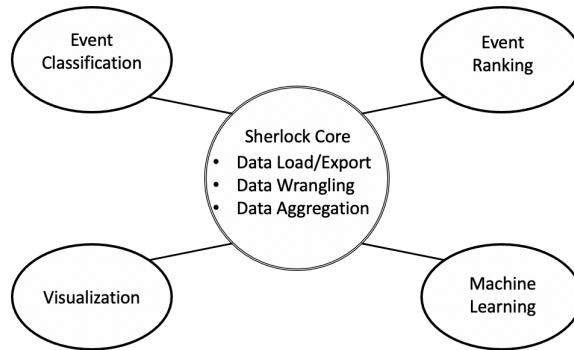 Event
Classification
Event
Ranking
Sherlock Core
• Data Load/Export
• Data Wrangling
• Data Aggregation
Visualization
Machine
Learning